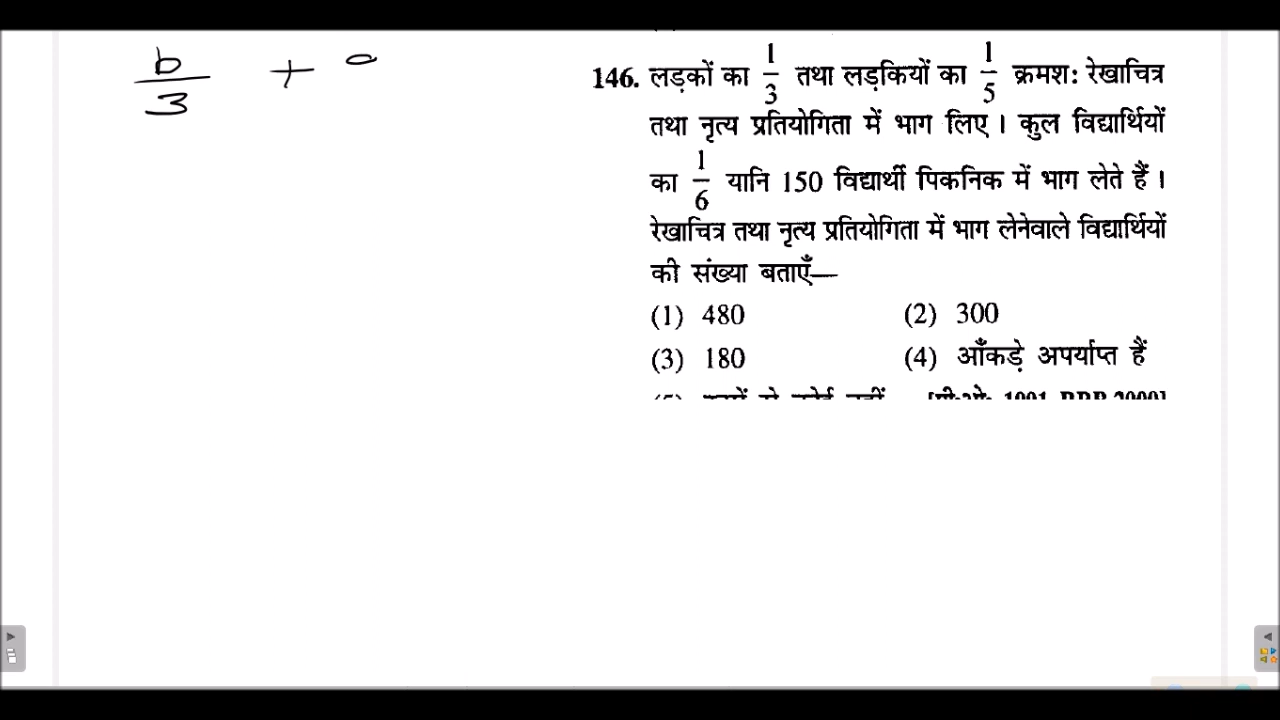 b/3 +
146. लड़कों का 1/3 तथा लड़कियों का 1/5 क्रमश: रेखाचित्र
तथा नृत्य प्रतियोगिता में भाग लिए। कुल विद्यार्थियों
का 1/6 यानि 150 विद्यार्थी पिकनिक में भाग लेते हैं।
रेखाचित्र तथा नृत्य प्रतियोगिता में भाग लेनेवाले विद्यार्थियों
की संख्या बताएँ—
(1) 480 (2) 300
(3) 180 (4) आँकड़े अपर्याप्त हैं